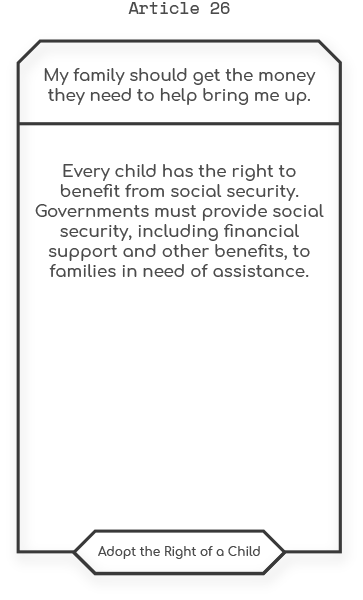 Article 26
My family should get the money
they need to help bring me up.
Every child has the right to
benefit from social security.
Governments must provide social
security, including financial
support and other benefits, to
families in need of assistance.
Adopt the Right of a Child